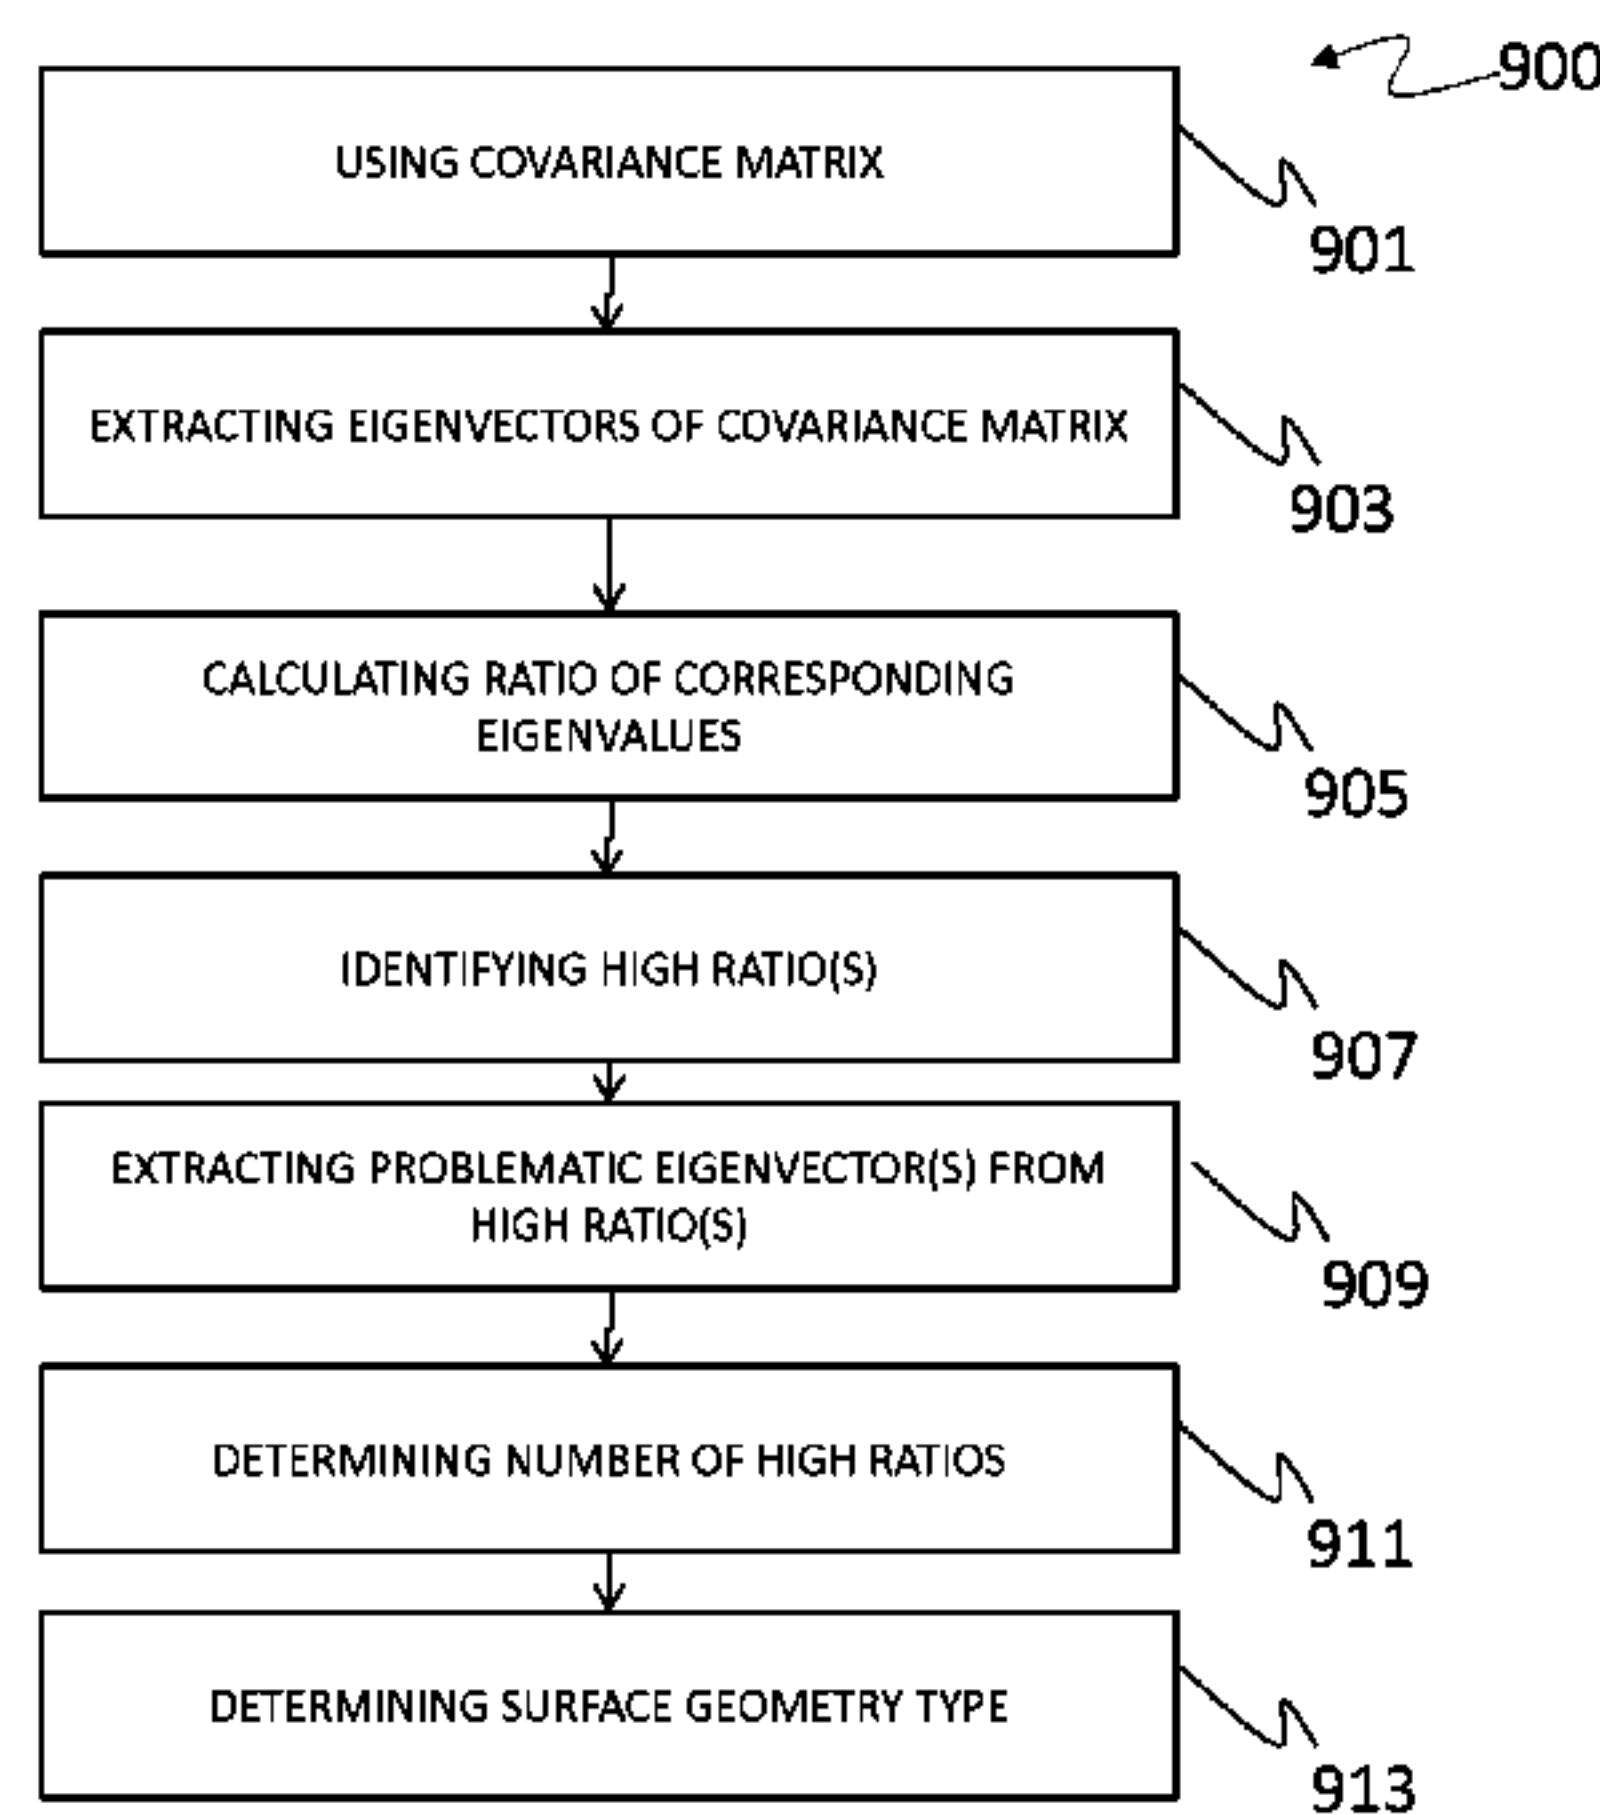 900
USING COVARIANCE MATRIX
901
EXTRACTING EIGENVECTORS OF COVARIANCE MATRIX
903
CALCULATING RATIO OF CORRESPONDING
EIGENVALUES
905
IDENTIFYING HIGH RATIO(S)
907
EXTRACTING PROBLEMATIC EIGENVECTOR(S) FROM
HIGH RATIO(S)
909
DETERMINING NUMBER OF HIGH RATIOS
911
DETERMINING SURFACE GEOMETRY TYPE
913